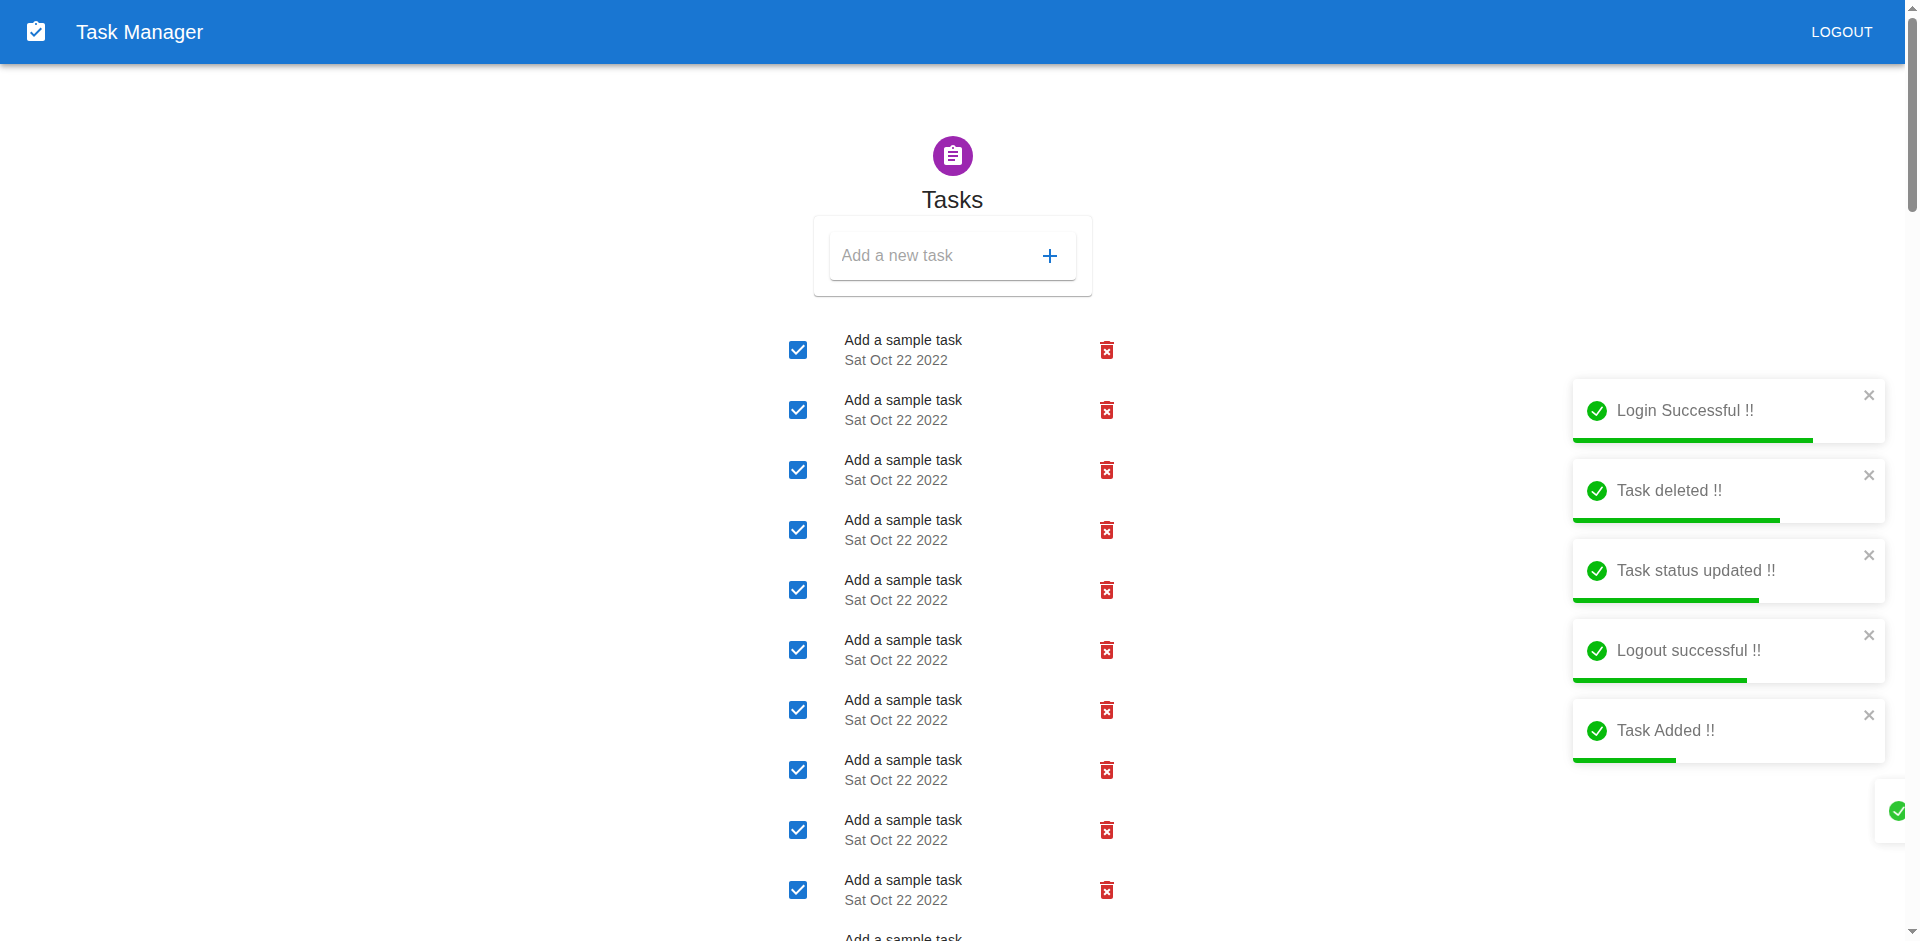 Task Manager
LOGOUT
Tasks
Add a new task
Add a sample task
Sat Oct 22 2022
Add a sample task
Sat Oct 22 2022
Add a sample task
Sat Oct 22 2022
Add a sample task
Sat Oct 22 2022
Add a sample task
Sat Oct 22 2022
Add a sample task
Sat Oct 22 2022
Add a sample task
Sat Oct 22 2022
Add a sample task
Sat Oct 22 2022
Add a sample task
Sat Oct 22 2022
Add a sample task
Sat Oct 22 2022
Add a sample task
Login Successful !!
Task deleted !!
Task status updated !!
Logout successful !!
Task Added !!